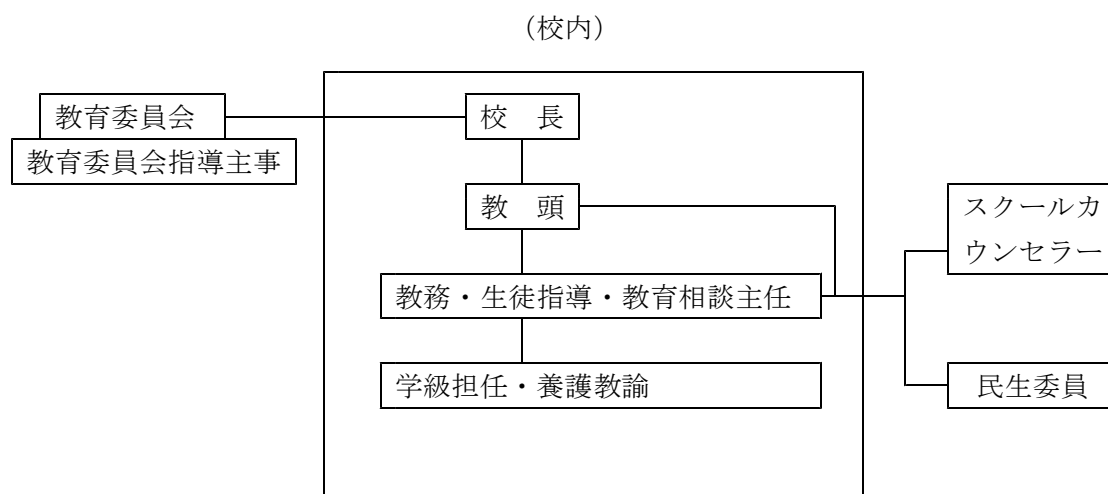 （校内）
教育委員会
教育委員会指導主事
校　長
教　頭
教務・生徒指導・教育相談主任
学級担任・養護教諭
スクールカ
ウンセラー
民生委員